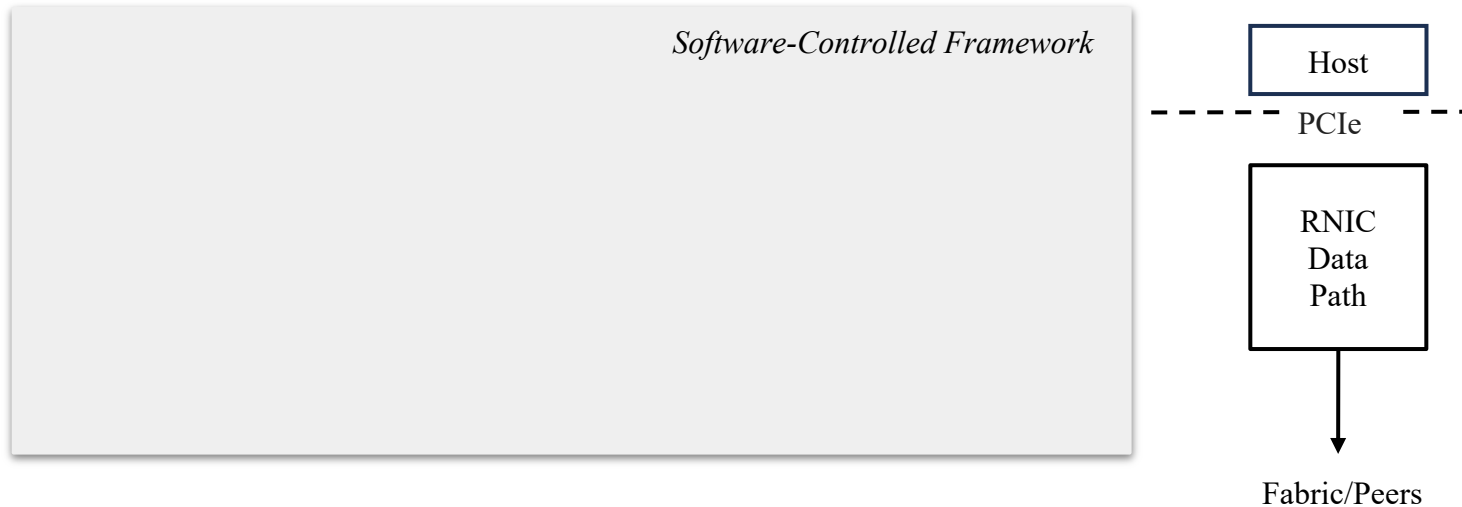 Software-Controlled Framework
Host
PCIe
RNIC
Data
Path
Fabric/Peers